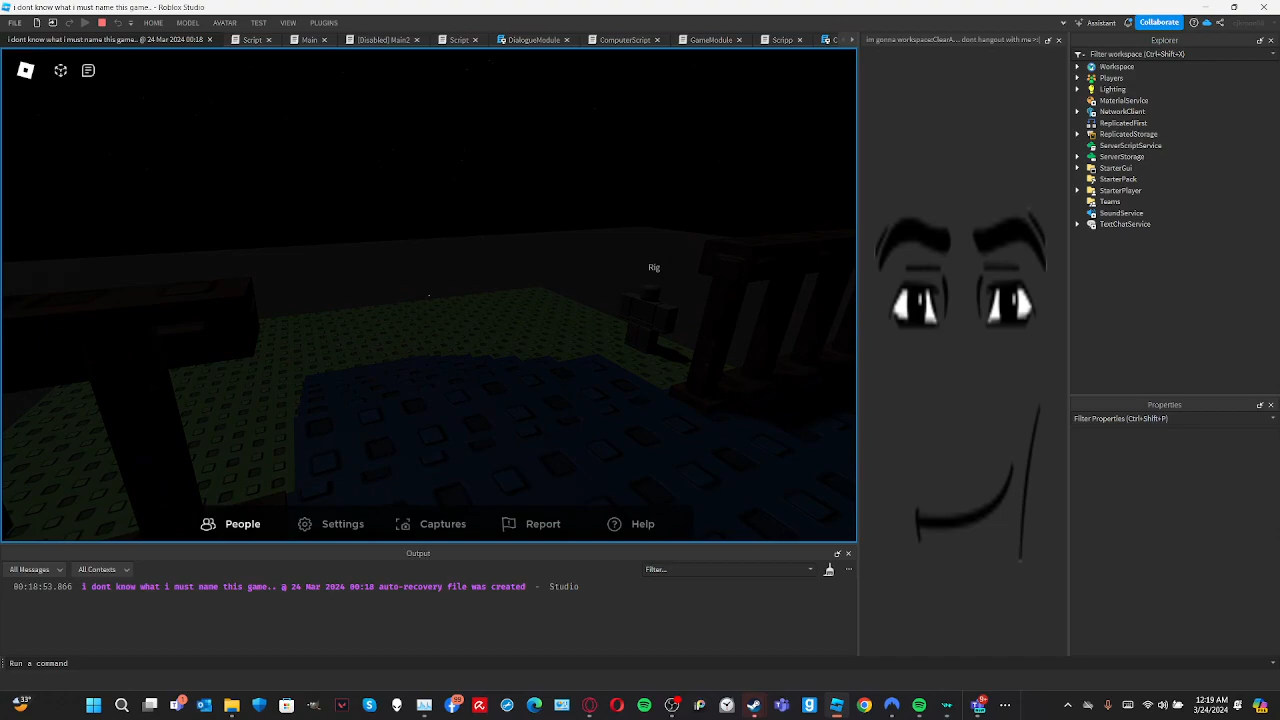 i dont know what i must name this game.. - Roblox Studio
FILE HOME MODEL AVATAR TEST VIEW PLUGINS Assistant Collaborate
i dont know what i must name this game.. @ 24 Mar 2024 00:18 × Script × Main × [Disabled] Main2 × Script × DialogueModule × ComputerScript × GameModule × Scripp × C
im gonna workspace:ClearA... dont hangout with me >:(
Explorer
Filter workspace (Ctrl+Shift+X)
Workspace
Players
Lighting
MaterialService
NetworkClient
ReplicatedFirst
ReplicatedStorage
ServerScriptService
ServerStorage
StarterGui
StarterPack
StarterPlayer
Teams
SoundService
TextChatService
Rig
Properties
Filter Properties (Ctrl+Shift+P)
People Settings Captures Report Help
Output
All Messages All Contexts Filter...
00:18:53.866 i dont know what i must name this game.. @ 24 Mar 2024 00:18 auto-recovery file was created - Studio
Run a command
33° 1 99 9+ 12:19 AM
3/24/2024